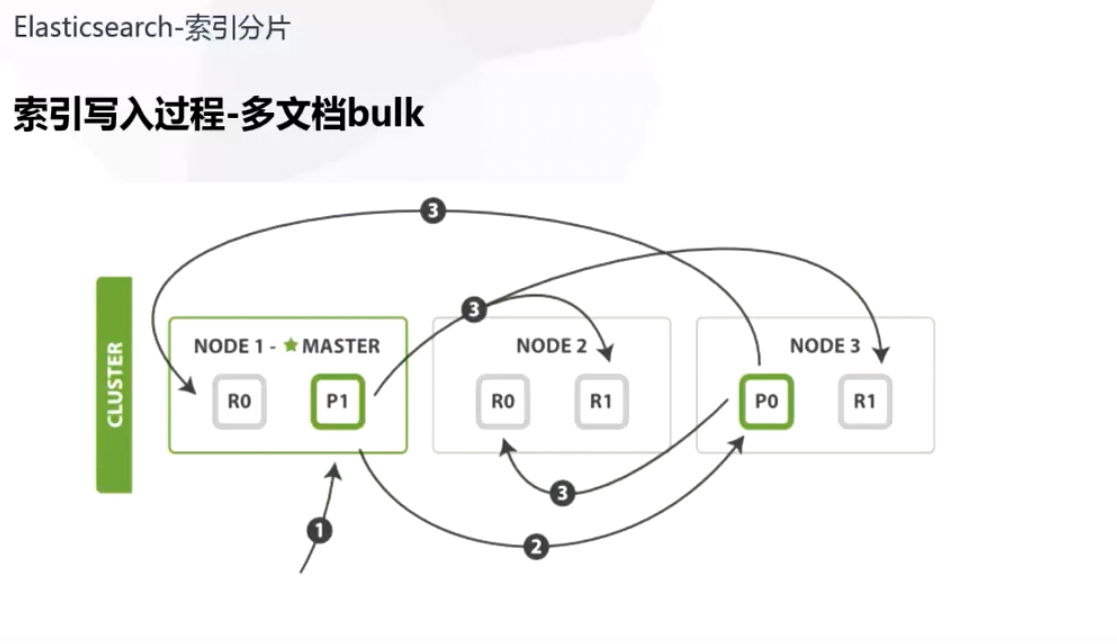 Elasticsearch-索引分片
索引写入过程-多文档bulk
3
3
CLUSTER
NODE 1 - ★ MASTER
NODE 2
NODE 3
R0
P1
R0
R1
P0
R1
3
1
2